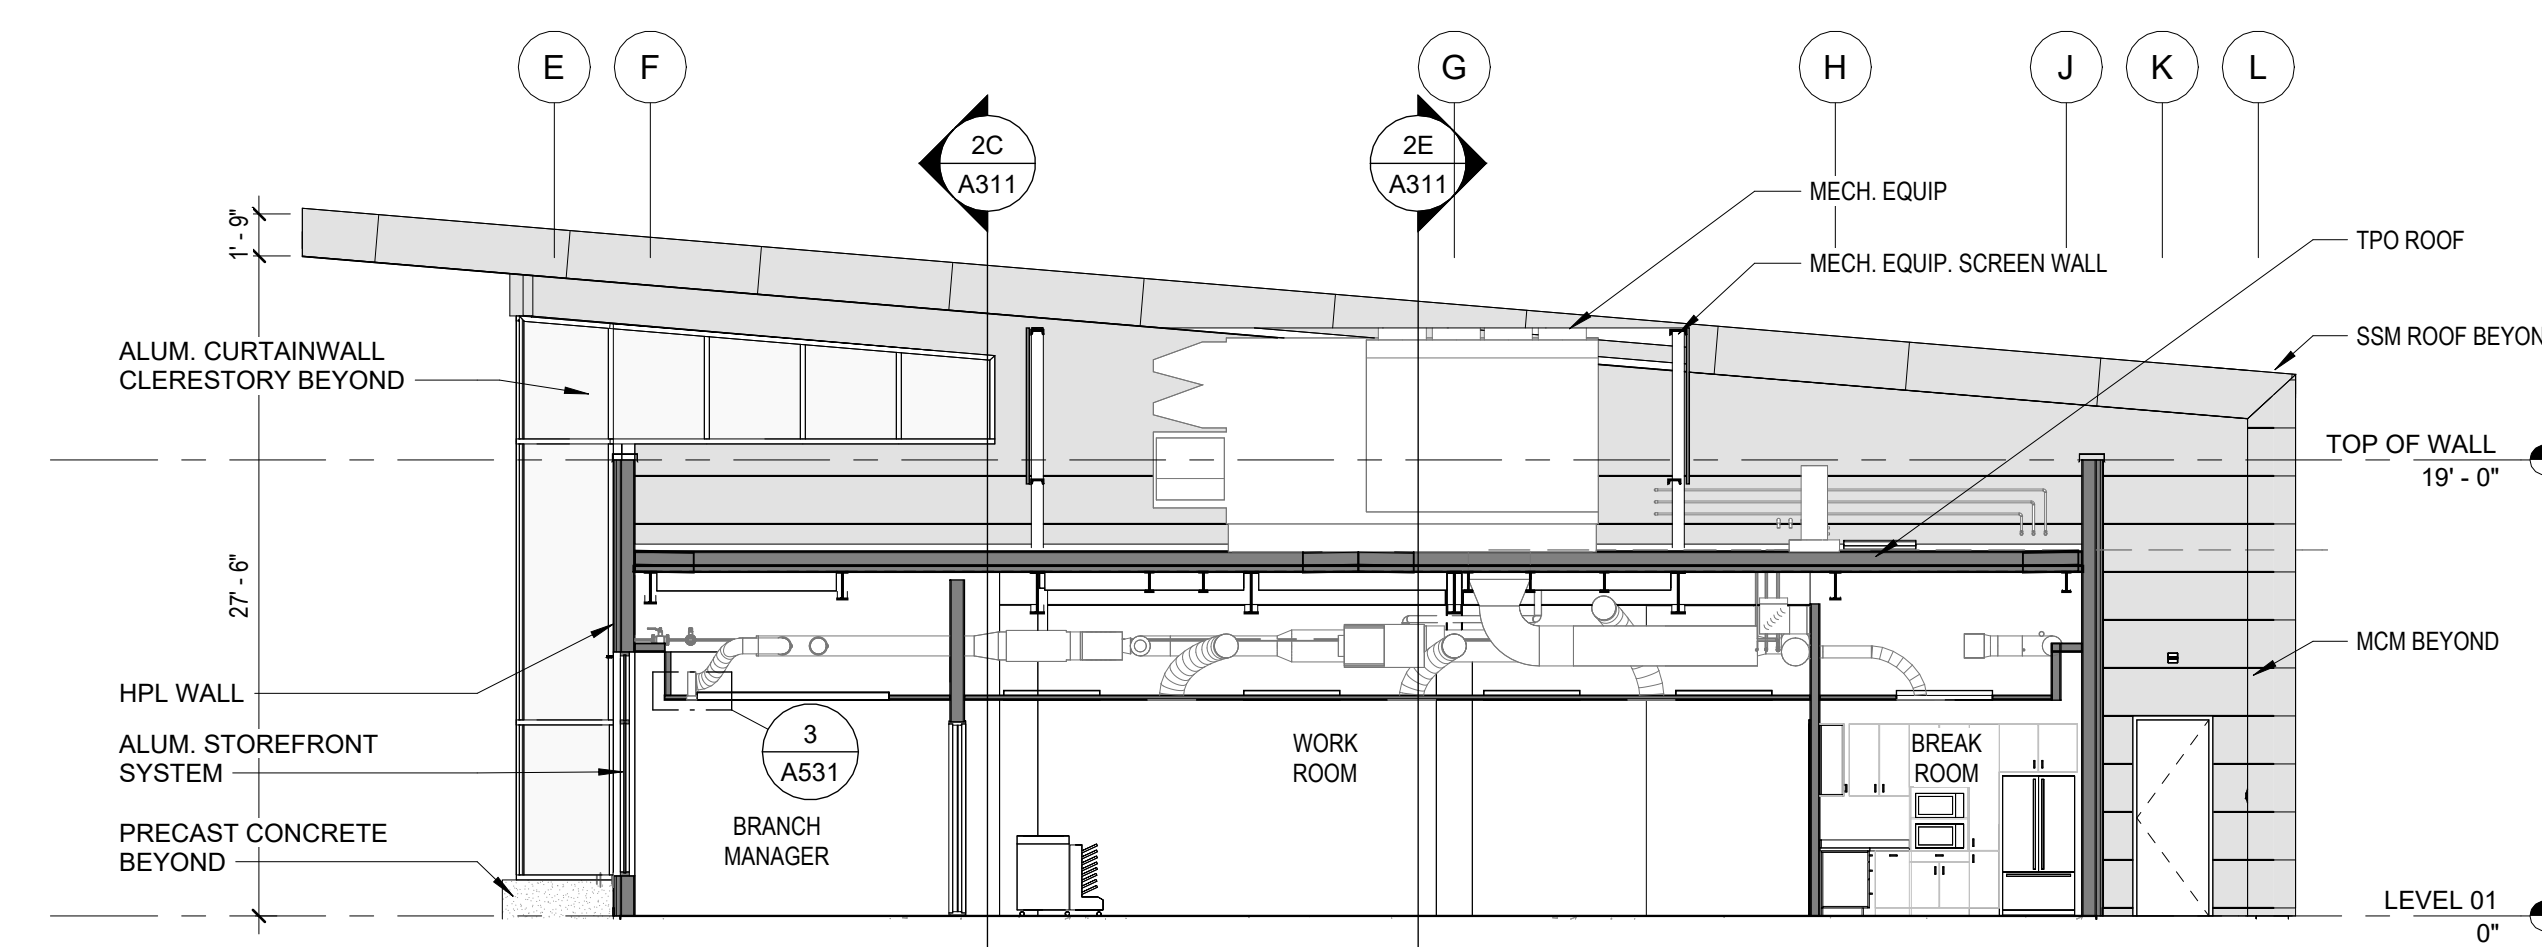 E
F
G
H
J
K
L
2C
A311
2E
A311
MECH. EQUIP
MECH. EQUIP. SCREEN WALL
TPO ROOF
SSM ROOF BEYON
1' - 9"
ALUM. CURTAINWALL
CLERESTORY BEYOND
TOP OF WALL
19' - 0"
27' - 6"
MCM BEYOND
HPL WALL
ALUM. STOREFRONT
SYSTEM
3
A531
WORK
ROOM
BREAK
ROOM
PRECAST CONCRETE
BEYOND
BRANCH
MANAGER
LEVEL 01
0"